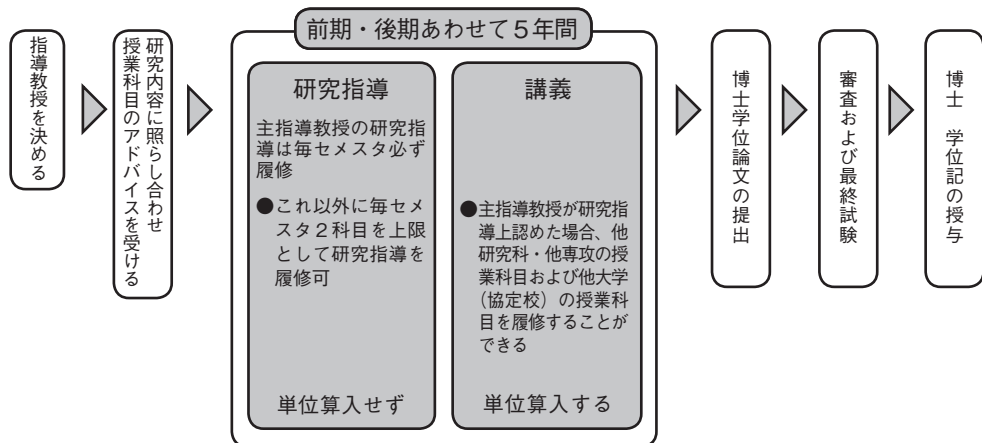 指導教授を決める
研究内容に照らし合わせ
授業科目のアドバイスを受ける
前期・後期あわせて5年間
研究指導
主指導教授の研究指
導は毎セメスタ必ず
履修
●これ以外に毎セメ
スタ2科目を上限
として研究指導を
履修可
単位算入せず
講義
●主指導教授が研究指
導上認めた場合、他
研究科・他専攻の授
業科目および他大学
（協定校）の授業科
目を履修することが
できる
単位算入する
博士学位論文の提出
審査および最終試験
博士　学位記の授与